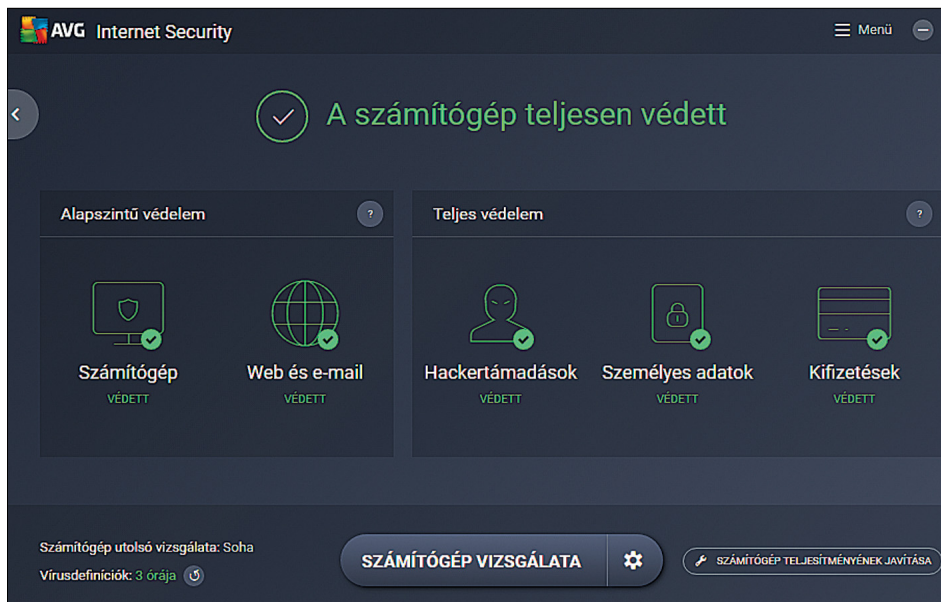 AVG Internet Security
Menü
A számítógép teljesen védett
Alapszintű védelem
?
Teljes védelem
?
Számítógép
VÉDETT
Web és e-mail
VÉDETT
Hackertámadások
VÉDETT
Személyes adatok
VÉDETT
Kifizetések
VÉDETT
Számítógép utolsó vizsgálata: Soha
Vírusdefiníciók: 3 órája
SZÁMÍTÓGÉP VIZSGÁLATA
SZÁMÍTÓGÉP TELJESÍTMÉNYÉNEK JAVÍTÁSA